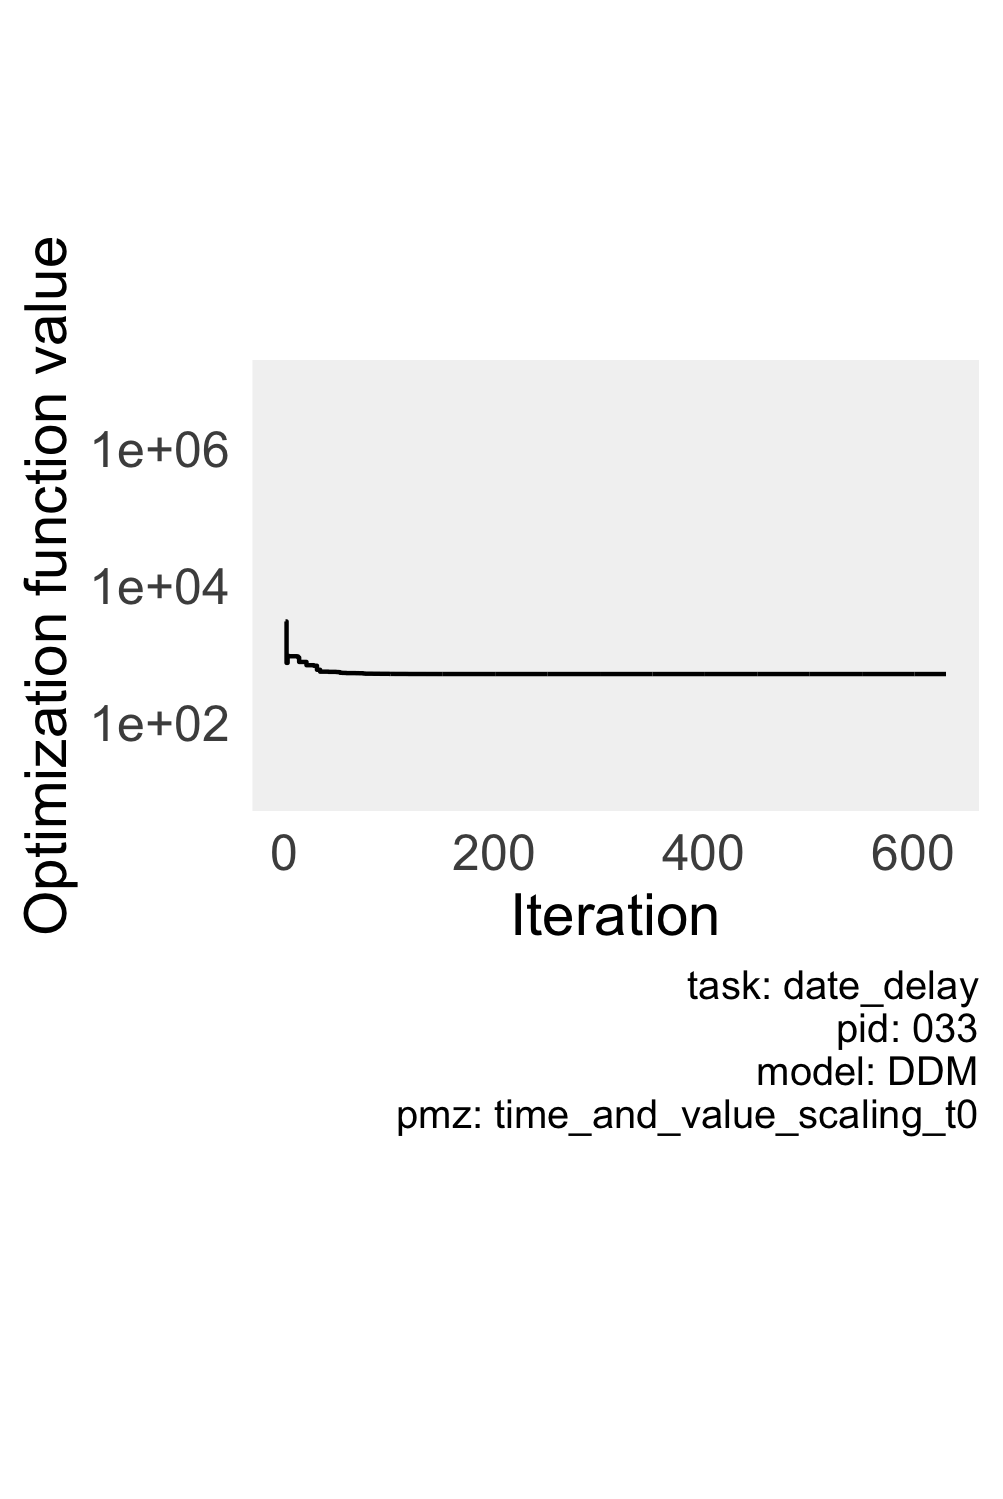 Optimization function value
1e+06
1e+04
1e+02
0 200 400 600
Iteration
task: date_delay
pid: 033
model: DDM
pmz: time_and_value_scaling_t0